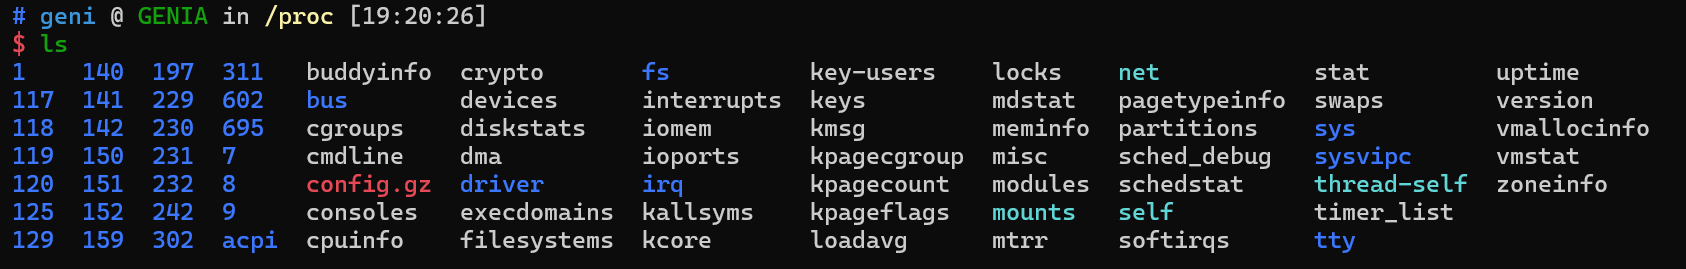 # geni @ GENIA in /proc [19:20:26]
$ ls
1    140  197  311   buddyinfo  crypto       fs          key-users    locks    net           stat         uptime
117  141  229  602   bus        devices      interrupts  keys         mdstat   pagetypeinfo  swaps        version
118  142  230  695   cgroups    diskstats    iomem       kmsg         meminfo  partitions    sys          vmallocinfo
119  150  231  7     cmdline    dma          ioports     kpagecgroup  misc     sched_debug   sysvipc      vmstat
120  151  232  8     config.gz  driver       irq         kpagecount   modules  schedstat     thread-self  zoneinfo
125  152  242  9     consoles   execdomains  kallsyms    kpageflags   mounts   self          timer_list
129  159  302  acpi  cpuinfo    filesystems  kcore       loadavg      mtrr     softirqs      tty